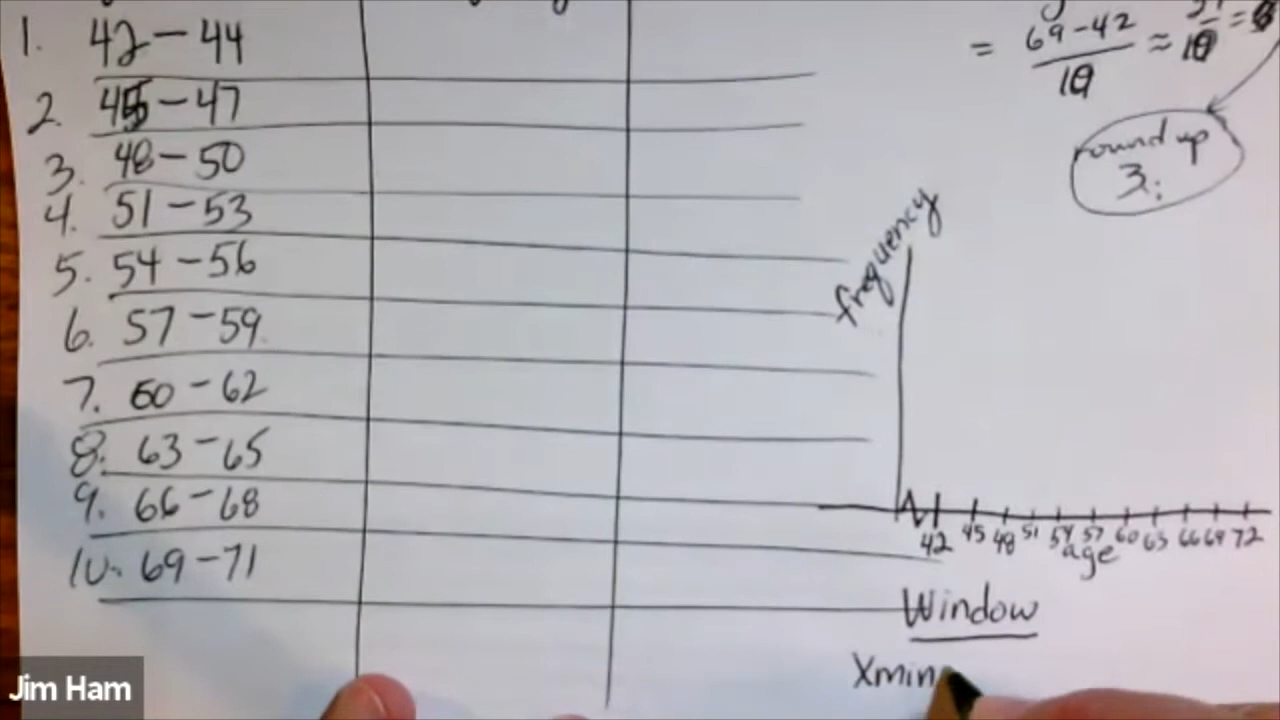 1. 42-44
2. 45-47
3. 48-50
4. 51-53
5. 54-56
6. 57-59
7. 60-62
8. 63-65
9. 66-68
10. 69-71
= 69-42 / 10 ≈ 27 / 10 =
round up
3.
frequency
42 45 48 51 54 57 60 63 66 69 72
age
Window
Xmin
Jim Ham